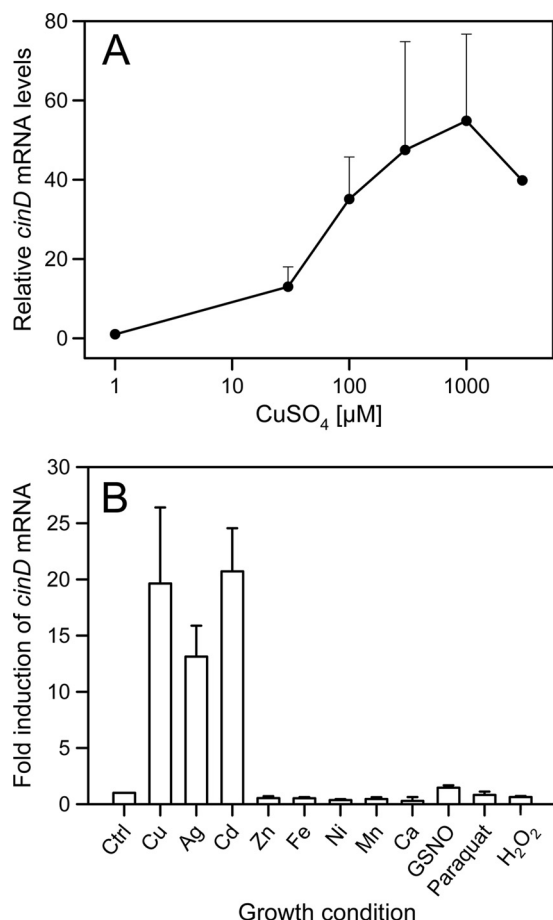 A
80
60
40
20
0
Relative cinD mRNA levels
1
10
100
1000
CuSO₄ [µM]
B
30
25
20
15
10
5
0
Fold induction of cinD mRNA
Ctrl
Cu
Ag
Cd
Zn
Fe
Ni
Mn
Ca
GSNO
Paraquat
H₂O₂
Growth condition